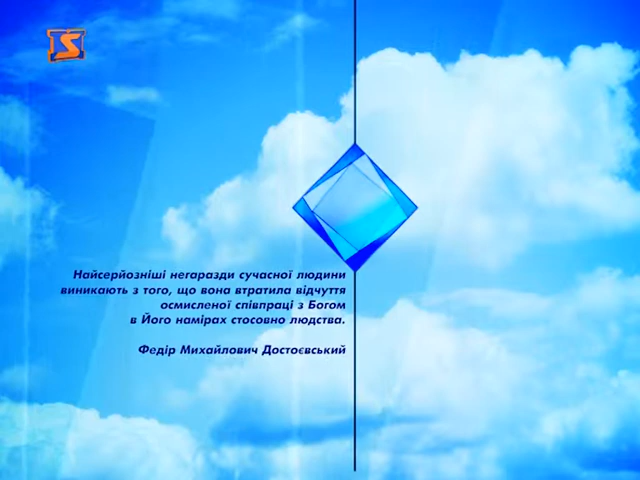 Найсерйозніші негаразди сучасної людини
виникають з того, що вона втратила відчуття
осмисленої співпраці з Богом
в Його намірах стосовно людства.
Федір Михайлович Достоєвський